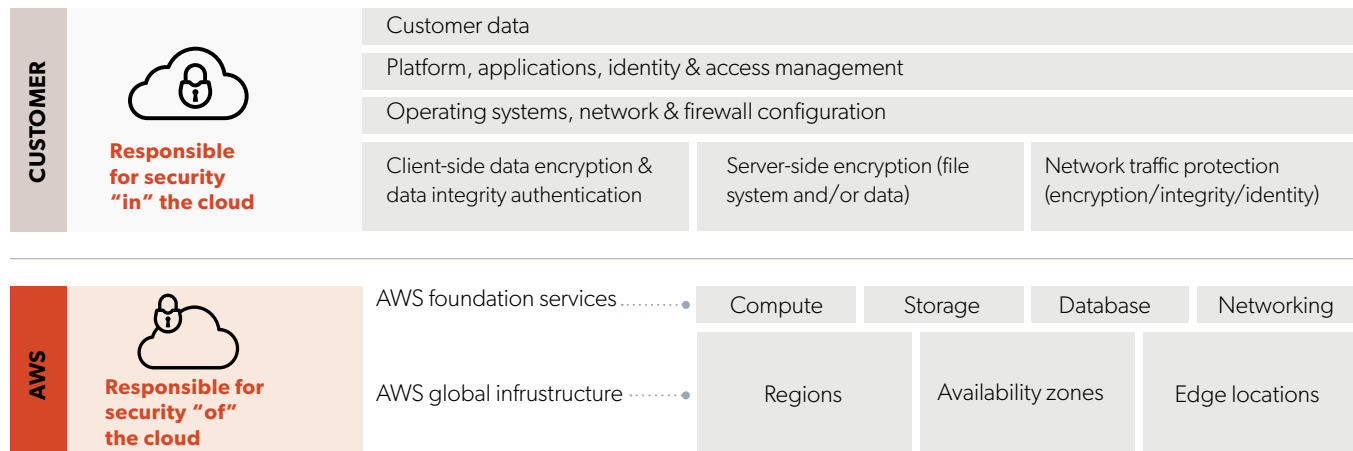 CUSTOMER
Responsible
for security
“in” the cloud
Customer data
Platform, applications, identity & access management
Operating systems, network & firewall configuration
Client-side data encryption &
data integrity authentication
Server-side encryption (file
system and/or data)
Network traffic protection
(encryption/integrity/identity)
AWS
Responsible for
security “of”
the cloud
AWS foundation services
Compute
Storage
Database
Networking
AWS global infrustructure
Regions
Availability zones
Edge locations